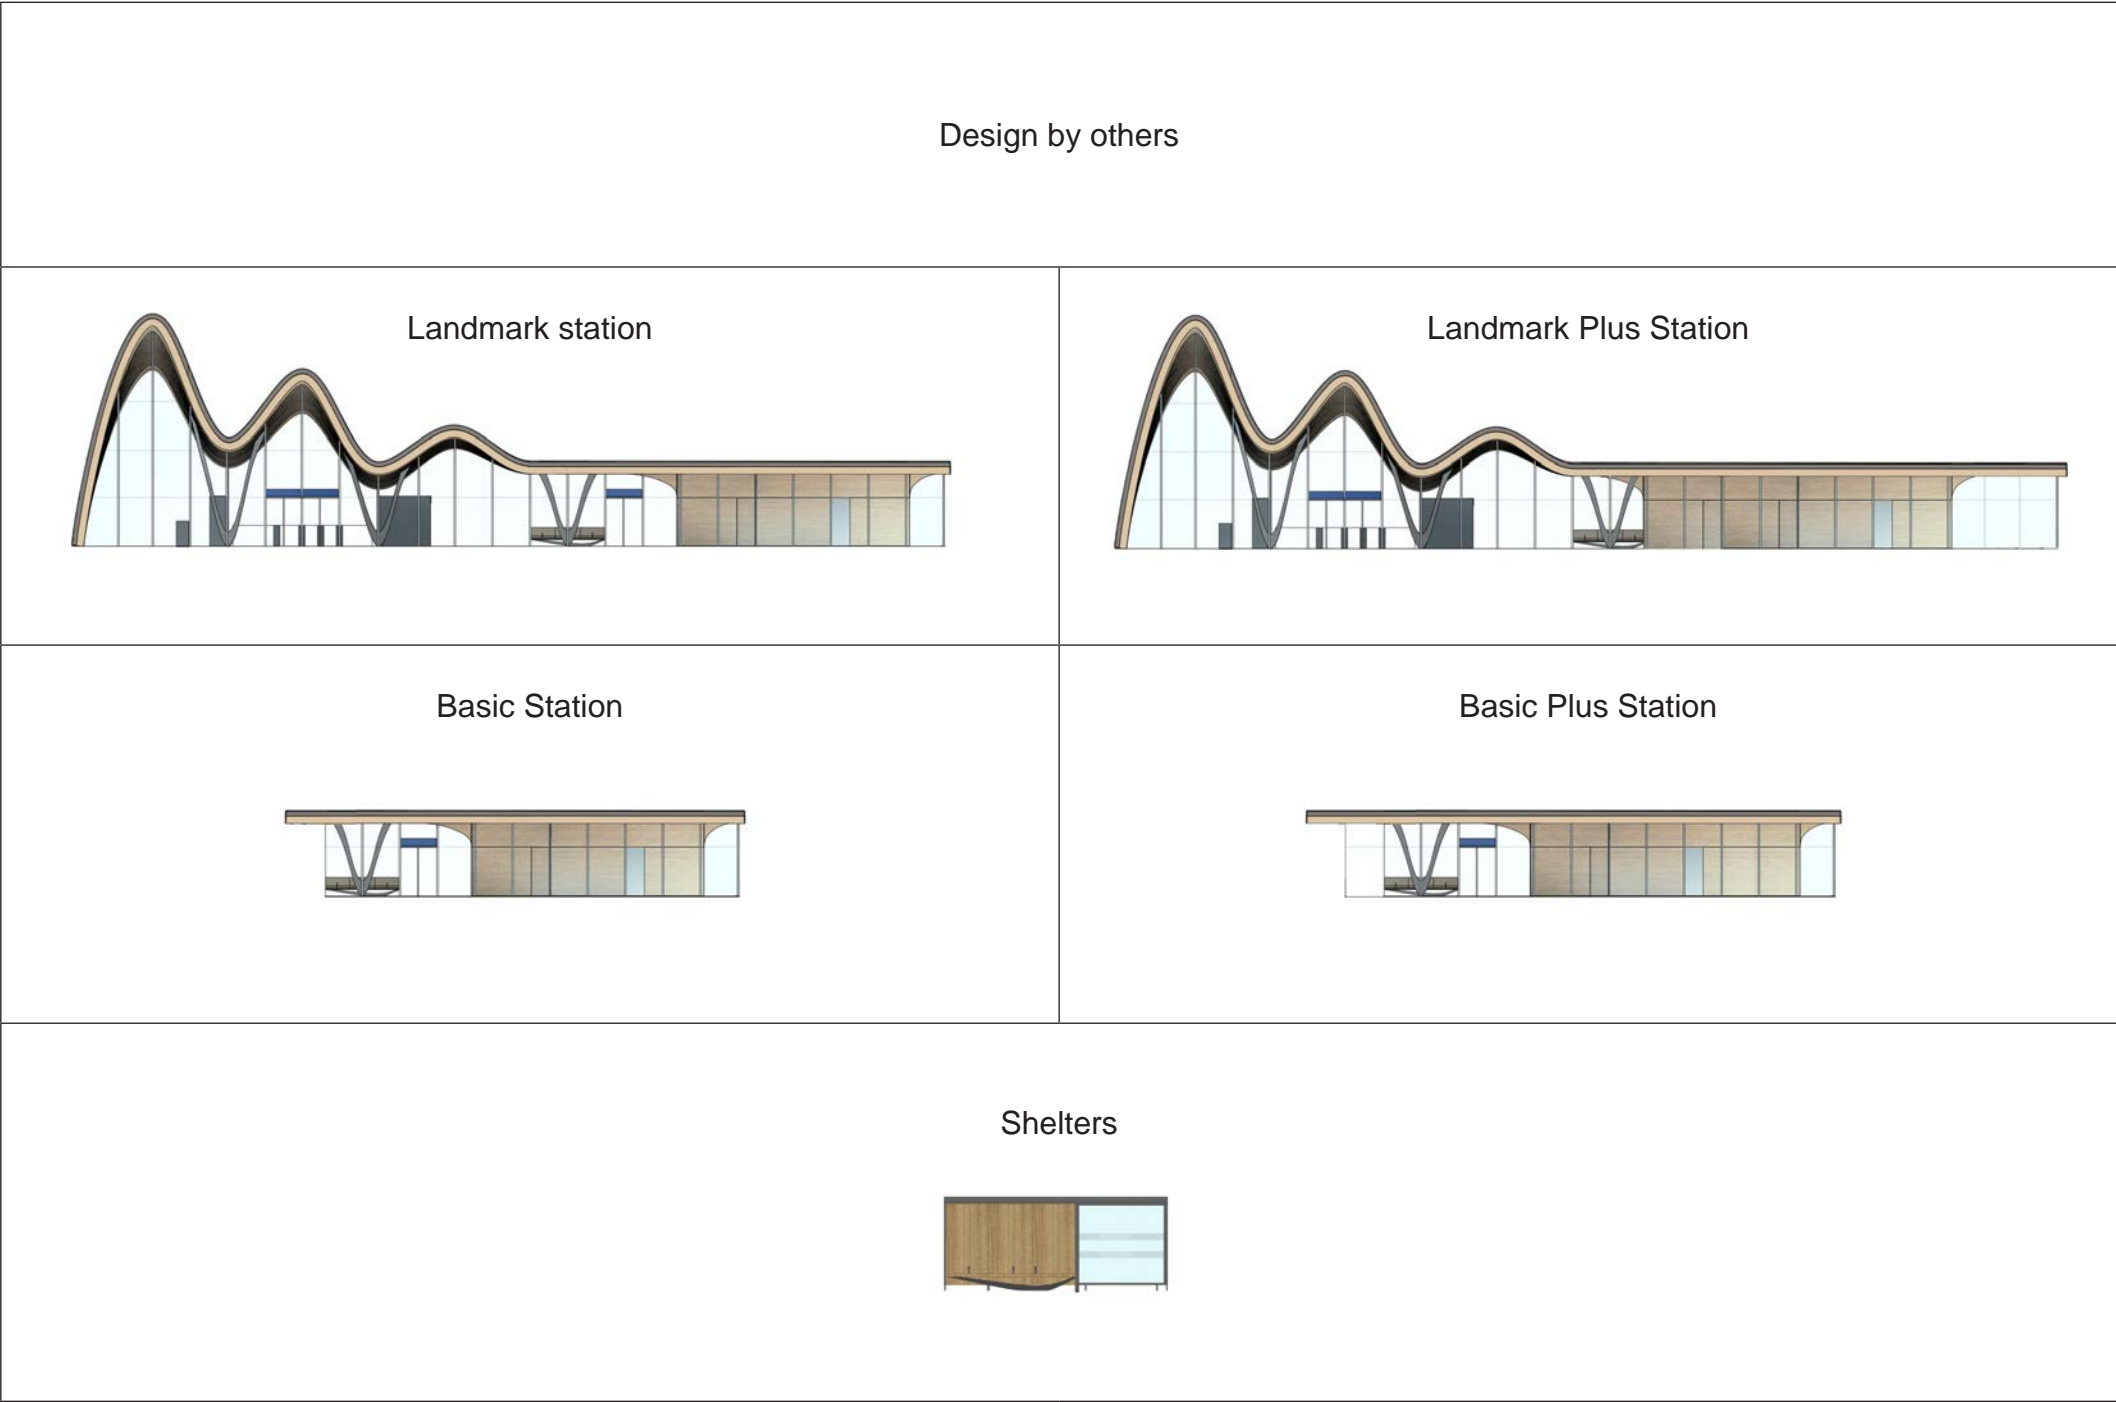 Design by others
Landmark station
Landmark Plus Station
Basic Station
Basic Plus Station
Shelters